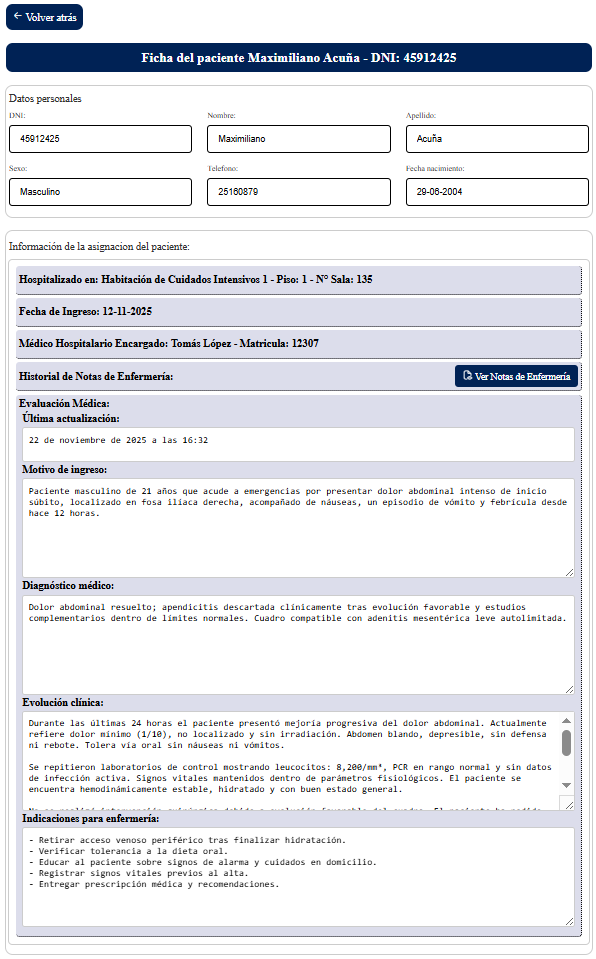 ← Volver atrás
Ficha del paciente Maximiliano Acuña - DNI: 45912425
Datos personales
DNI: Nombre: Apellido:
45912425 Maximiliano Acuña
Sexo: Telefono: Fecha nacimiento:
Masculino 25160879 29-06-2004
Información de la asignacion del paciente:
Hospitalizado en: Habitación de Cuidados Intensivos 1 - Piso: 1 - N° Sala: 135
Fecha de Ingreso: 12-11-2025
Médico Hospitalario Encargado: Tomás López - Matricula: 12307
Historial de Notas de Enfermería: Ver Notas de Enfermería
Evaluación Médica:
Última actualización:
22 de noviembre de 2025 a las 16:32
Motivo de ingreso:
Paciente masculino de 21 años que acude a emergencias por presentar dolor abdominal intenso de inicio
súbito, localizado en fosa ilíaca derecha, acompañado de náuseas, un episodio de vómito y febrícula desde
hace 12 horas.
Diagnóstico médico:
Dolor abdominal resuelto; apendicitis descartada clínicamente tras evolución favorable y estudios
complementarios dentro de límites normales. Cuadro compatible con adenitis mesentérica leve autolimitada.
Evolución clínica:
Durante las últimas 24 horas el paciente presentó mejoría progresiva del dolor abdominal. Actualmente
refiere dolor mínimo (1/10), no localizado y sin irradiación. Abdomen blando, depresible, sin defensa
ni rebote. Tolera vía oral sin náuseas ni vómitos.
Se repitieron laboratorios de control mostrando leucocitos: 8,200/mm³, PCR en rango normal y sin datos
de infección activa. Signos vitales mantenidos dentro de parámetros fisiológicos. El paciente se
encuentra hemodinámicamente estable, hidratado y con buen estado general.
Indicaciones para enfermería:
- Retirar acceso venoso periférico tras finalizar hidratación.
- Verificar tolerancia a la dieta oral.
- Educar al paciente sobre signos de alarma y cuidados en domicilio.
- Registrar signos vitales previos al alta.
- Entregar prescripción médica y recomendaciones.